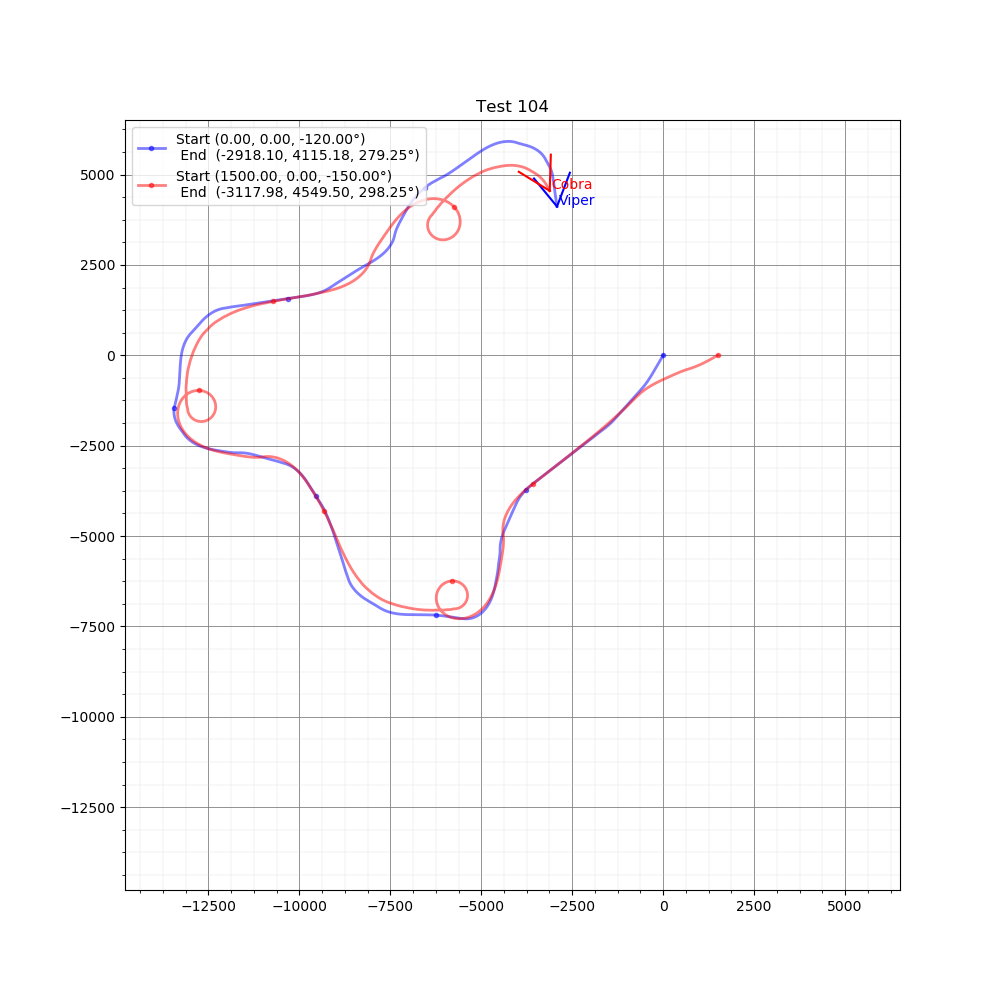 Test 104
Start (0.00, 0.00, -120.00°)
End (-2918.10, 4115.18, 279.25°)
Start (1500.00, 0.00, -150.00°)
End (-3117.98, 4549.50, 298.25°)
Cobra
Viper
5000
2500
0
−2500
−5000
−7500
−10000
−12500
−12500 −10000 −7500 −5000 −2500 0 2500 5000